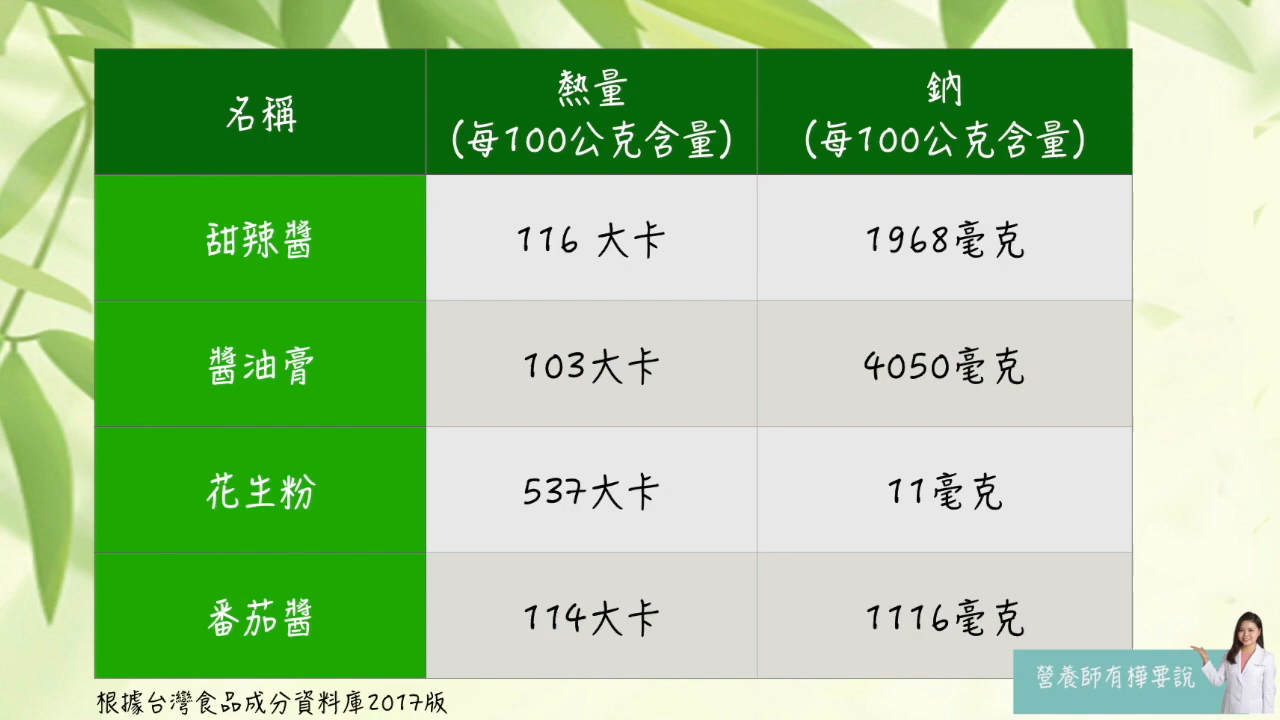 名稱
熱量
(每100公克含量)
鈉
(每100公克含量)
甜辣醬
116 大卡
1968毫克
醬油膏
103大卡
4050毫克
花生粉
537大卡
11毫克
番茄醬
114大卡
1116毫克
根據台灣食品成分資料庫2017版
營養師有樺要說